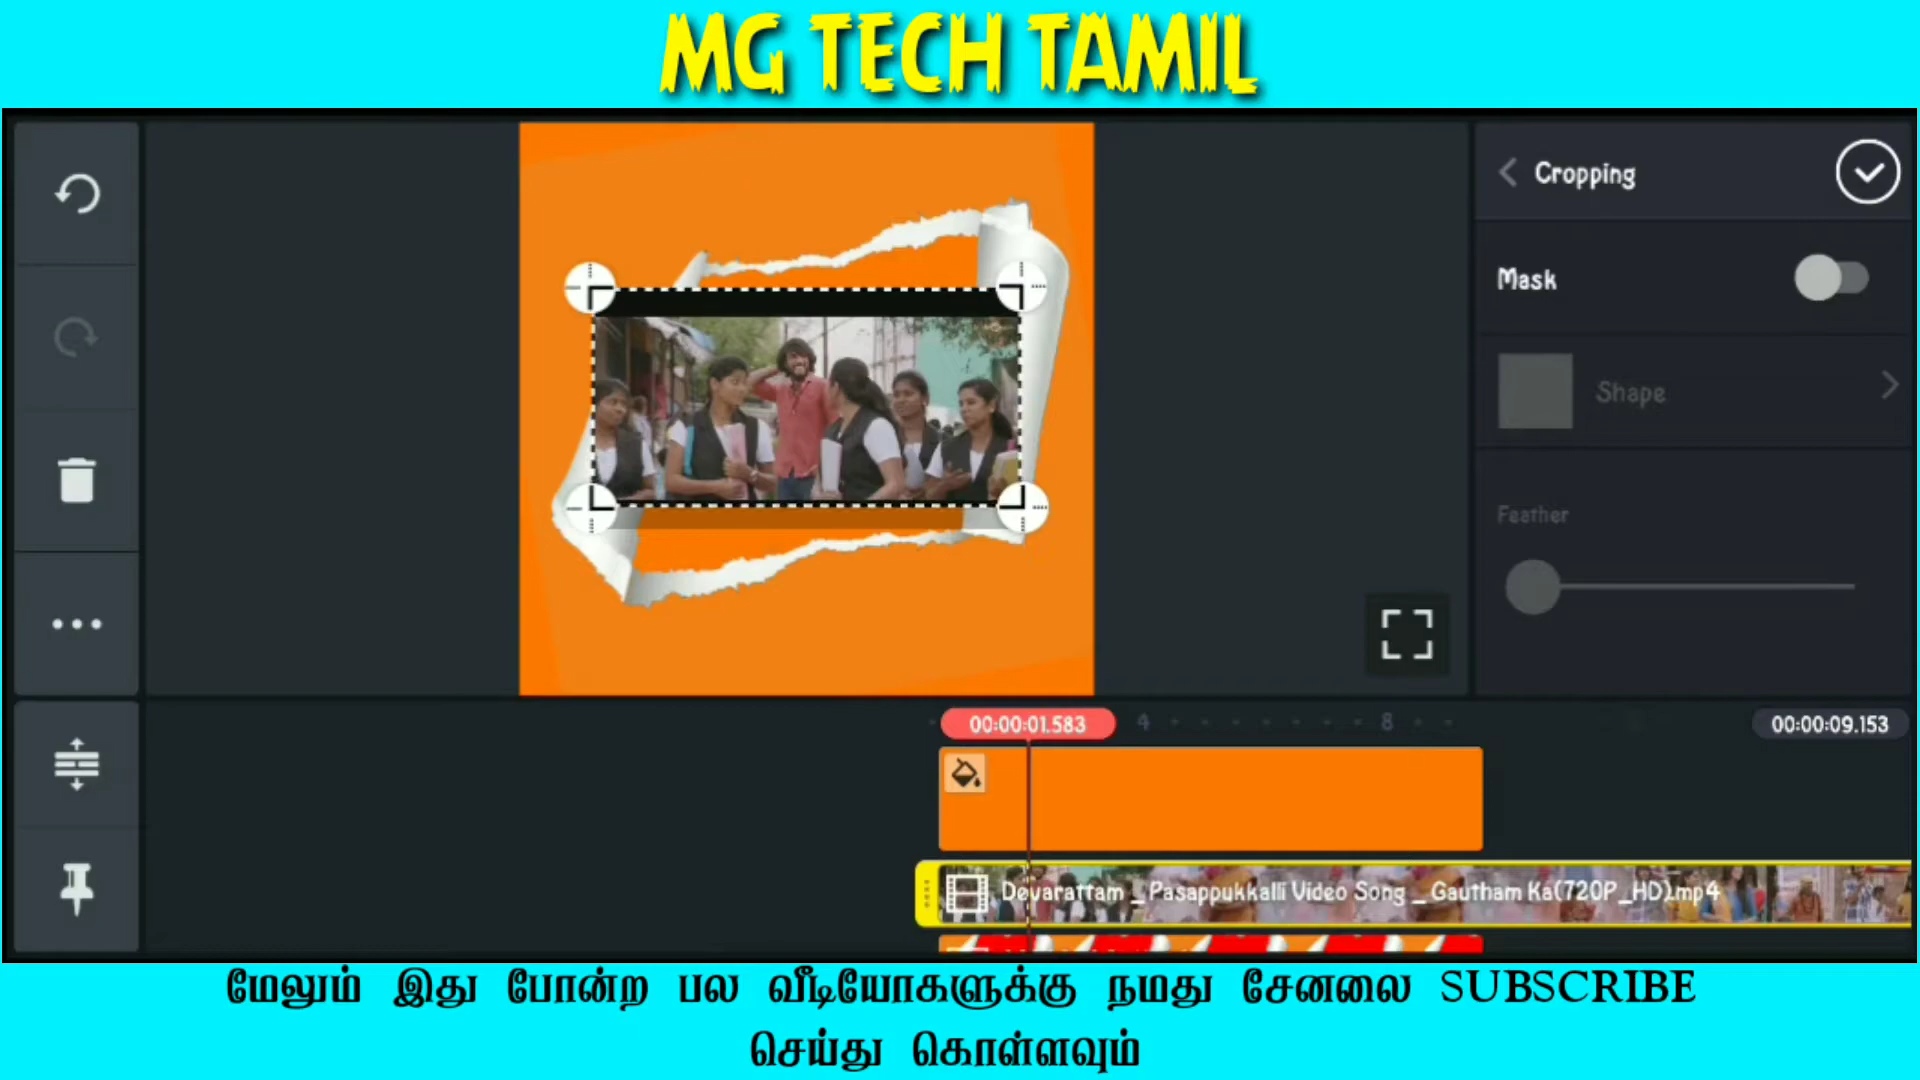 MG TECH TAMIL
Cropping
Mask
Shape
Feather
00:00:01.583
4
8
00:00:09.153
Devarattam _ Pasappukkalli Video Song _ Gautham Ka(720P_HD).mp4
மேலும் இது போன்ற பல வீடியோகளுக்கு நமது சேனலை SUBSCRIBE
செய்து கொள்ளவும்